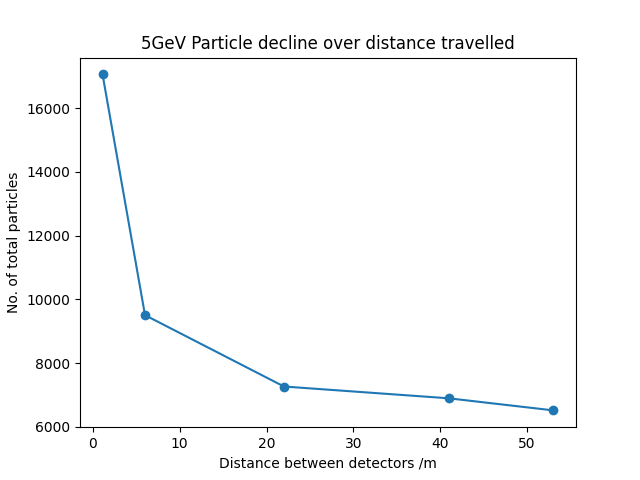 5GeV Particle decline over distance travelled
16000
14000
12000
10000
8000
6000
No. of total particles
0 10 20 30 40 50
Distance between detectors /m